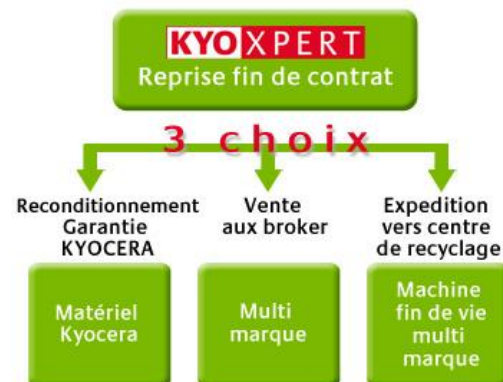 KYOXPERT
Reprise fin de contrat
3 choix
Reconditionnement
Garantie
KYOCERA
Vente
aux broker
Expedition
vers centre
de recyclage
Matériel
Kyocera
Multi
marque
Machine
fin de vie
multi
marque